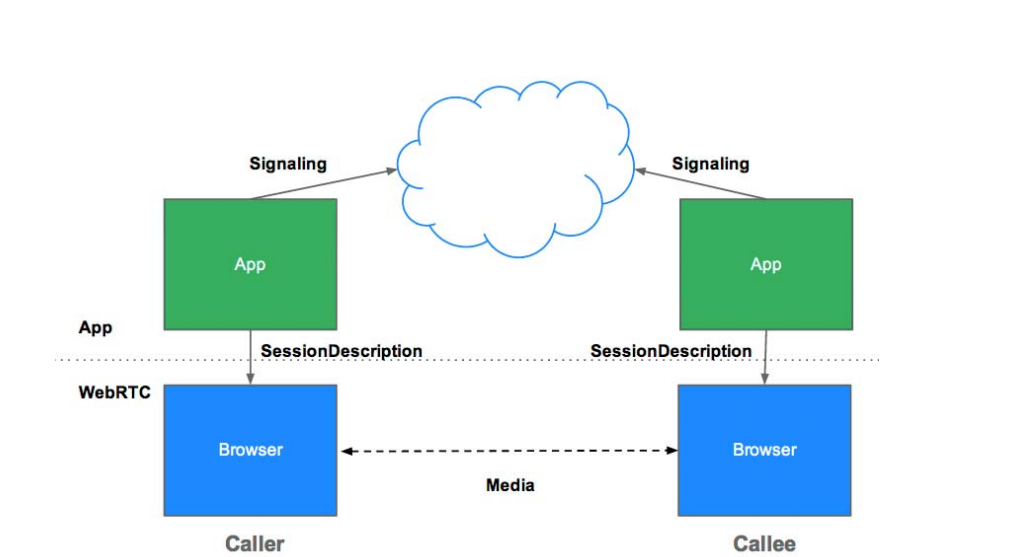 Signaling
Signaling
App
App
App
SessionDescription
SessionDescription
WebRTC
Browser
Browser
Media
Caller
Callee